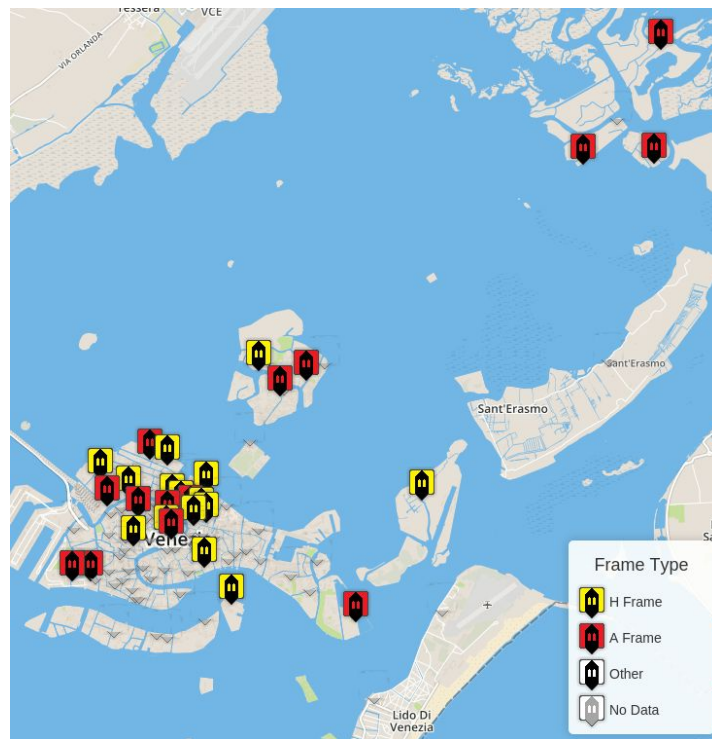 Tessera
VCE
VIA ORLANDA
Sant'Erasmo
Sant'Erasmo
Lido Di
Venezia
Frame Type
H Frame
A Frame
Other
No Data